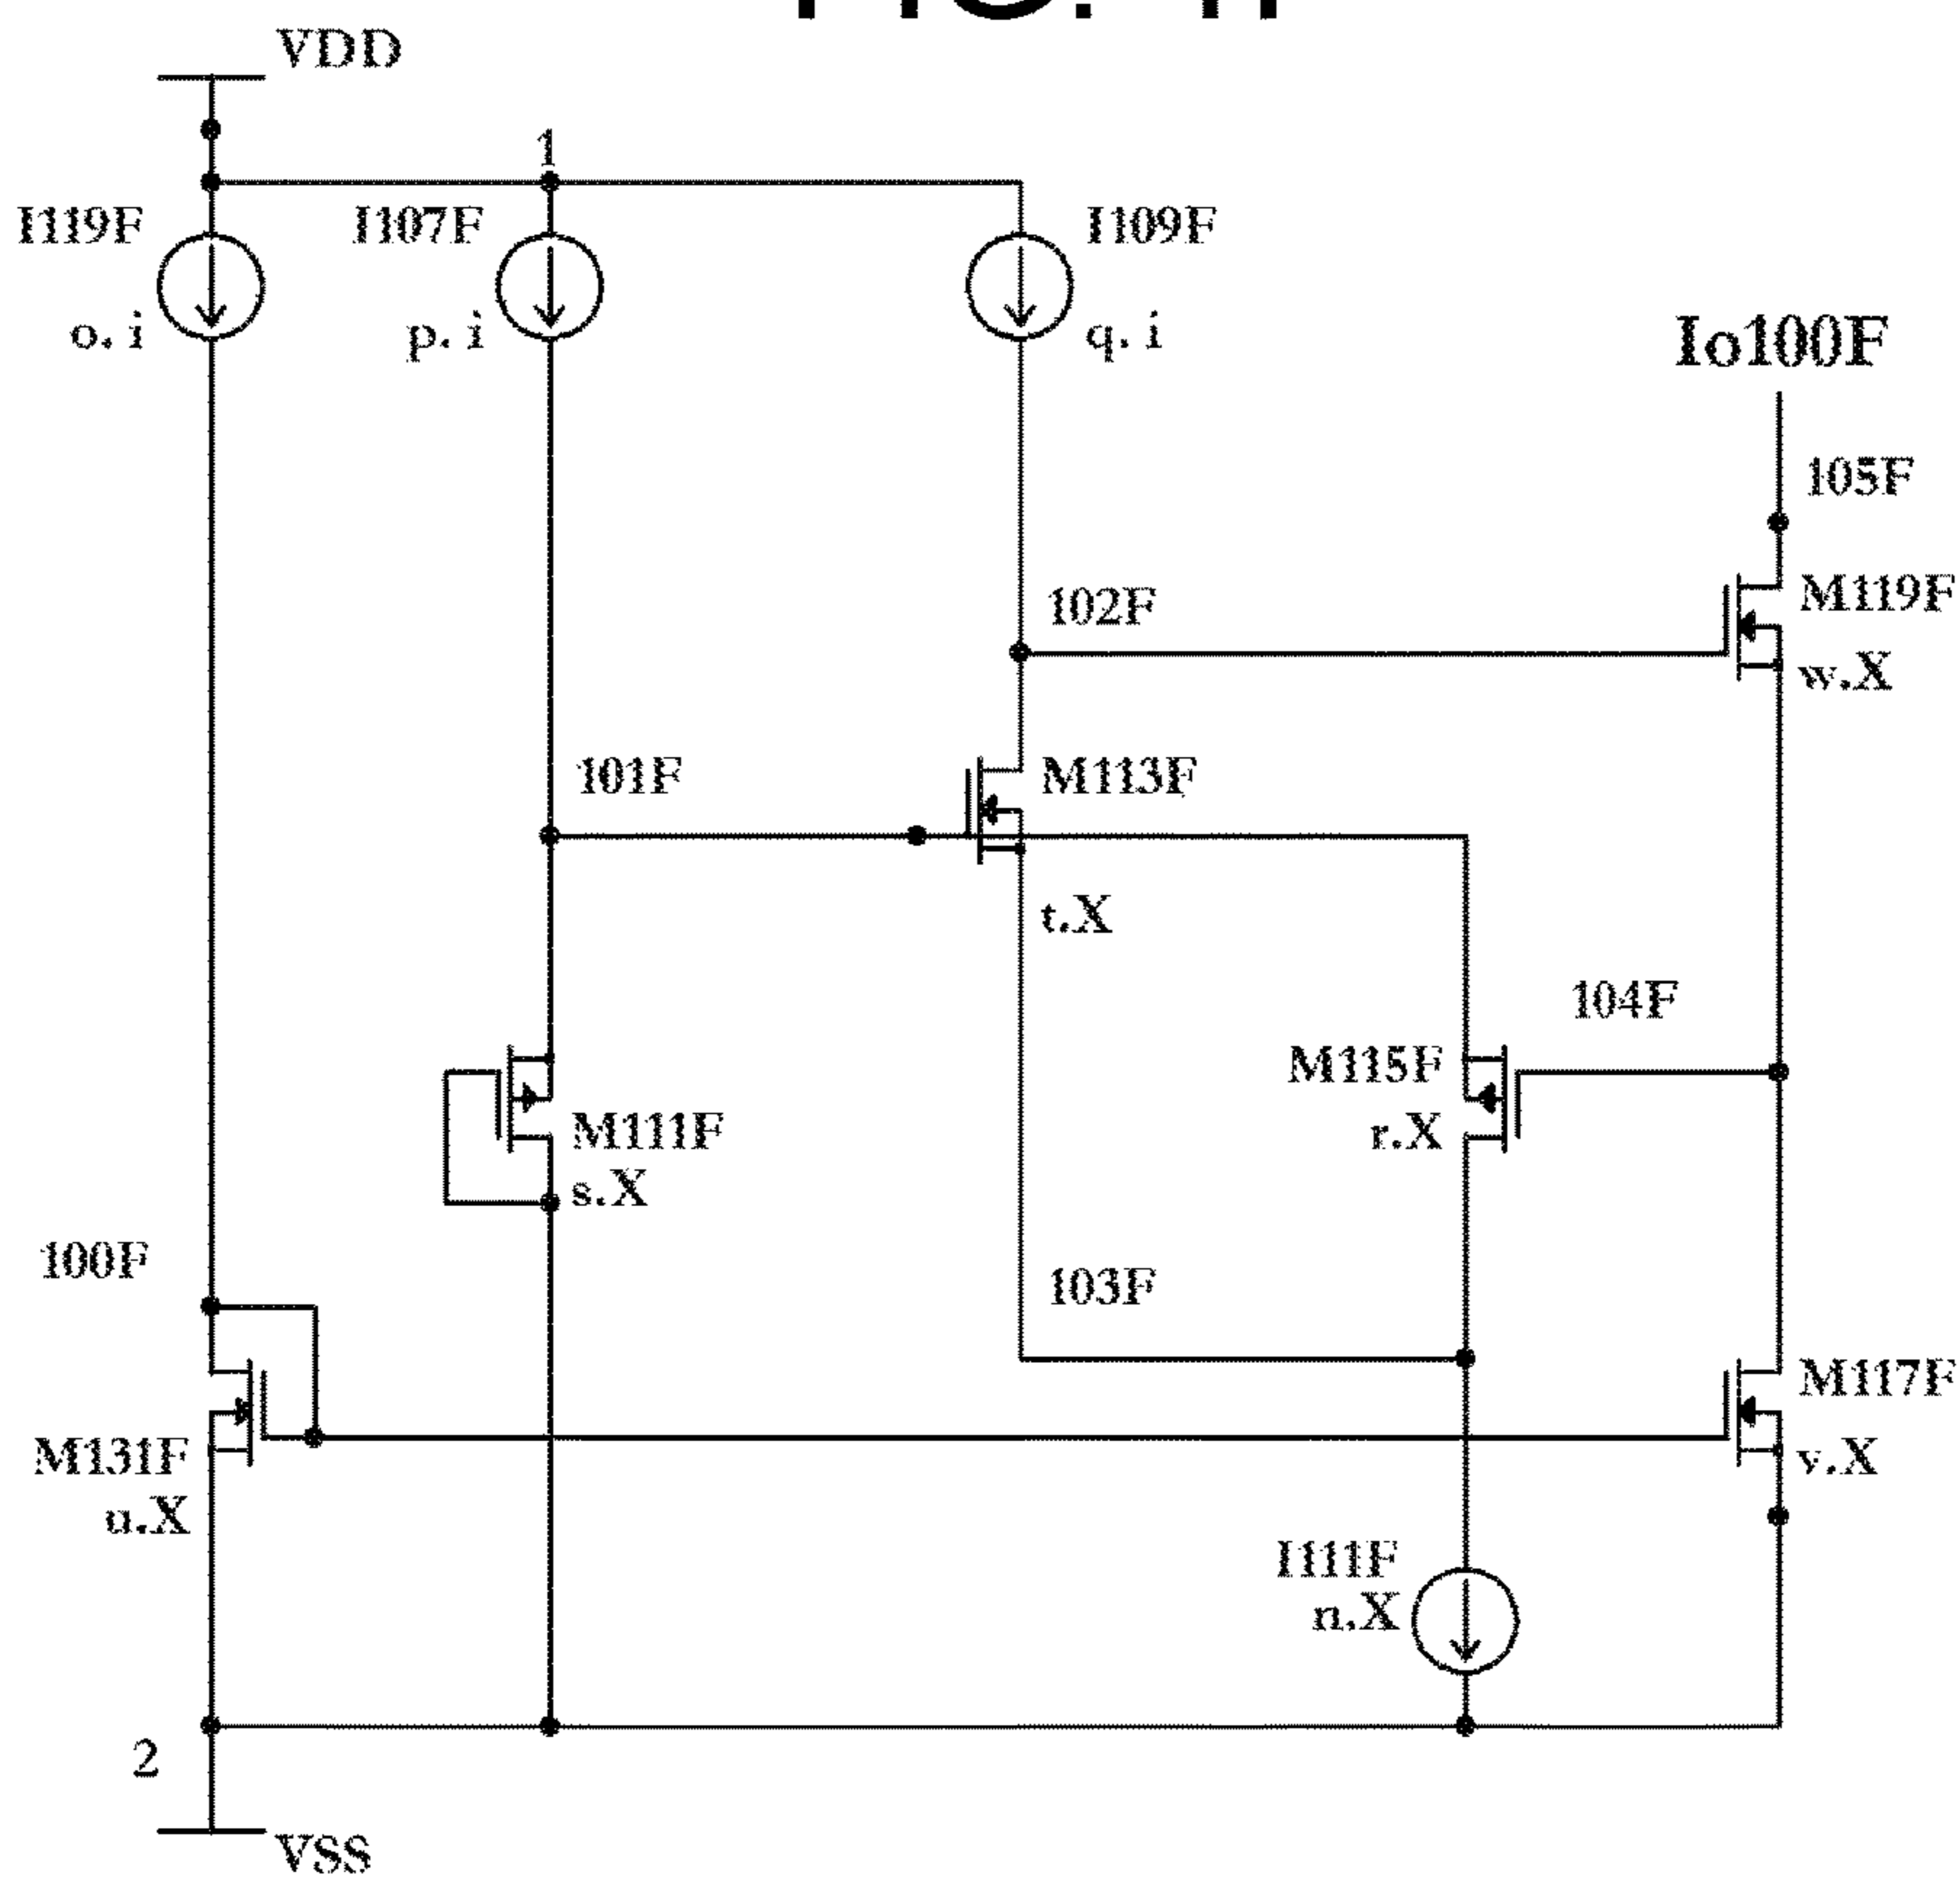 VDD
1
I119F
I107F
I109F
o. i
p. i
q. i
Io100F
105F
102F
M119F
w.X
101F
M113F
t.X
104F
M115F
r.X
M111F
s.X
100F
103F
M117F
v.X
M131F
u.X
I111F
n.X
2
VSS